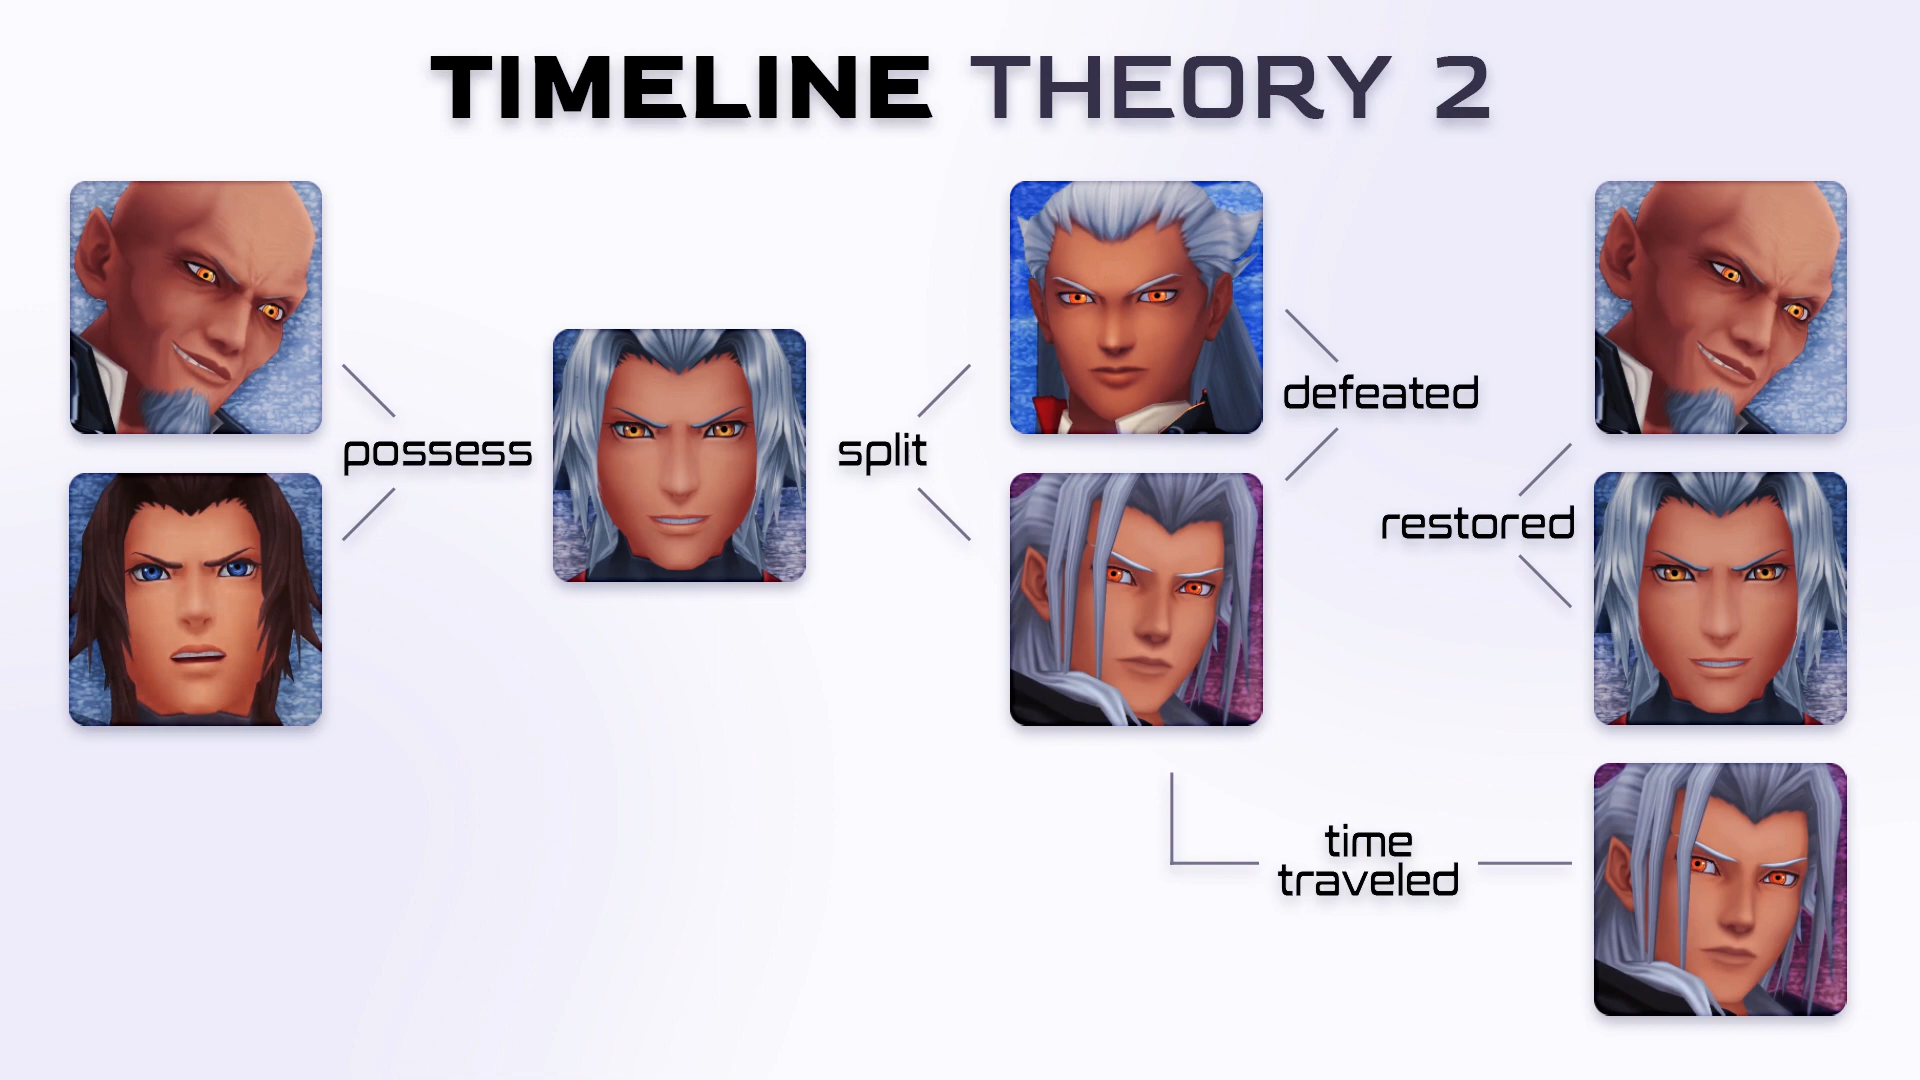 TIMELINE THEORY 2
possess
split
defeated
restored
time
traveled